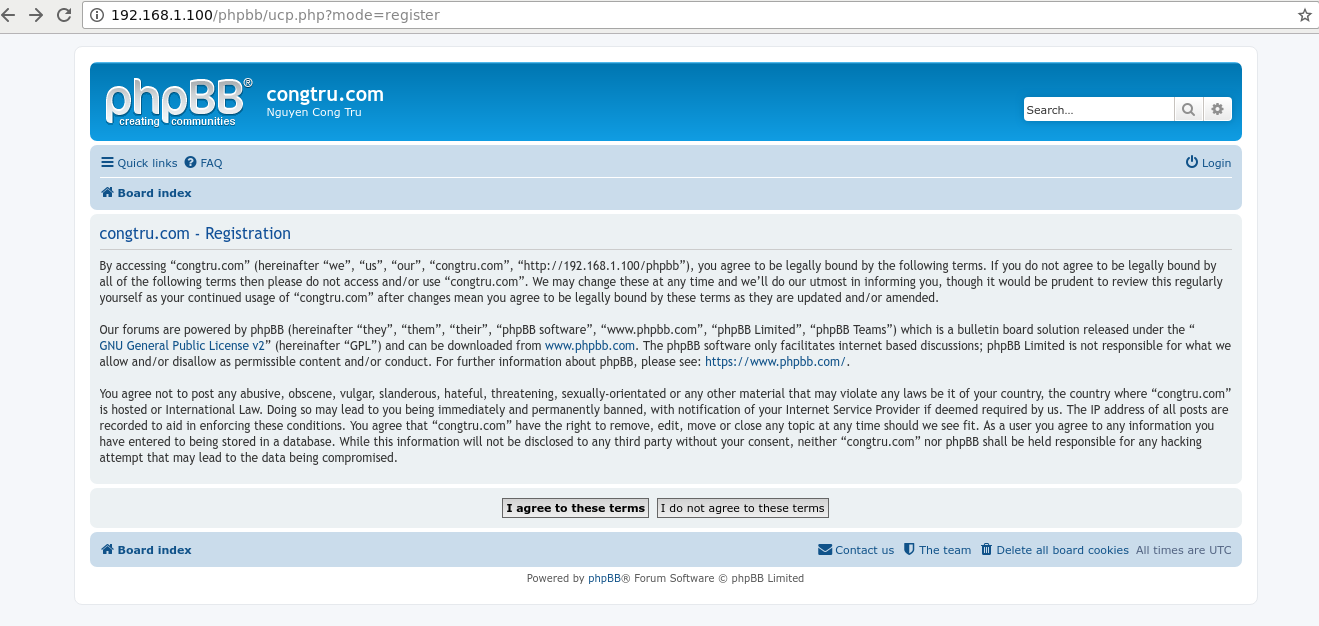 192.168.1.100/phpbb/ucp.php?mode=register
phpBB®
creating communities
congtru.com
Nguyen Cong Tru
Search…
Quick links FAQ Login
Board index
congtru.com - Registration
By accessing “congtru.com” (hereinafter “we”, “us”, “our”, “congtru.com”, “http://192.168.1.100/phpbb”), you agree to be legally bound by the following terms. If you do not agree to be legally bound by
all of the following terms then please do not access and/or use “congtru.com”. We may change these at any time and we’ll do our utmost in informing you, though it would be prudent to review this regularly
yourself as your continued usage of “congtru.com” after changes mean you agree to be legally bound by these terms as they are updated and/or amended.
Our forums are powered by phpBB (hereinafter “they”, “them”, “their”, “phpBB software”, “www.phpbb.com”, “phpBB Limited”, “phpBB Teams”) which is a bulletin board solution released under the “
GNU General Public License v2” (hereinafter “GPL”) and can be downloaded from www.phpbb.com. The phpBB software only facilitates internet based discussions; phpBB Limited is not responsible for what we
allow and/or disallow as permissible content and/or conduct. For further information about phpBB, please see: https://www.phpbb.com/.
You agree not to post any abusive, obscene, vulgar, slanderous, hateful, threatening, sexually-orientated or any other material that may violate any laws be it of your country, the country where “congtru.com”
is hosted or International Law. Doing so may lead to you being immediately and permanently banned, with notification of your Internet Service Provider if deemed required by us. The IP address of all posts are
recorded to aid in enforcing these conditions. You agree that “congtru.com” have the right to remove, edit, move or close any topic at any time should we see fit. As a user you agree to any information you
have entered to being stored in a database. While this information will not be disclosed to any third party without your consent, neither “congtru.com” nor phpBB shall be held responsible for any hacking
attempt that may lead to the data being compromised.
I agree to these terms I do not agree to these terms
Board index Contact us The team Delete all board cookies All times are UTC
Powered by phpBB® Forum Software © phpBB Limited